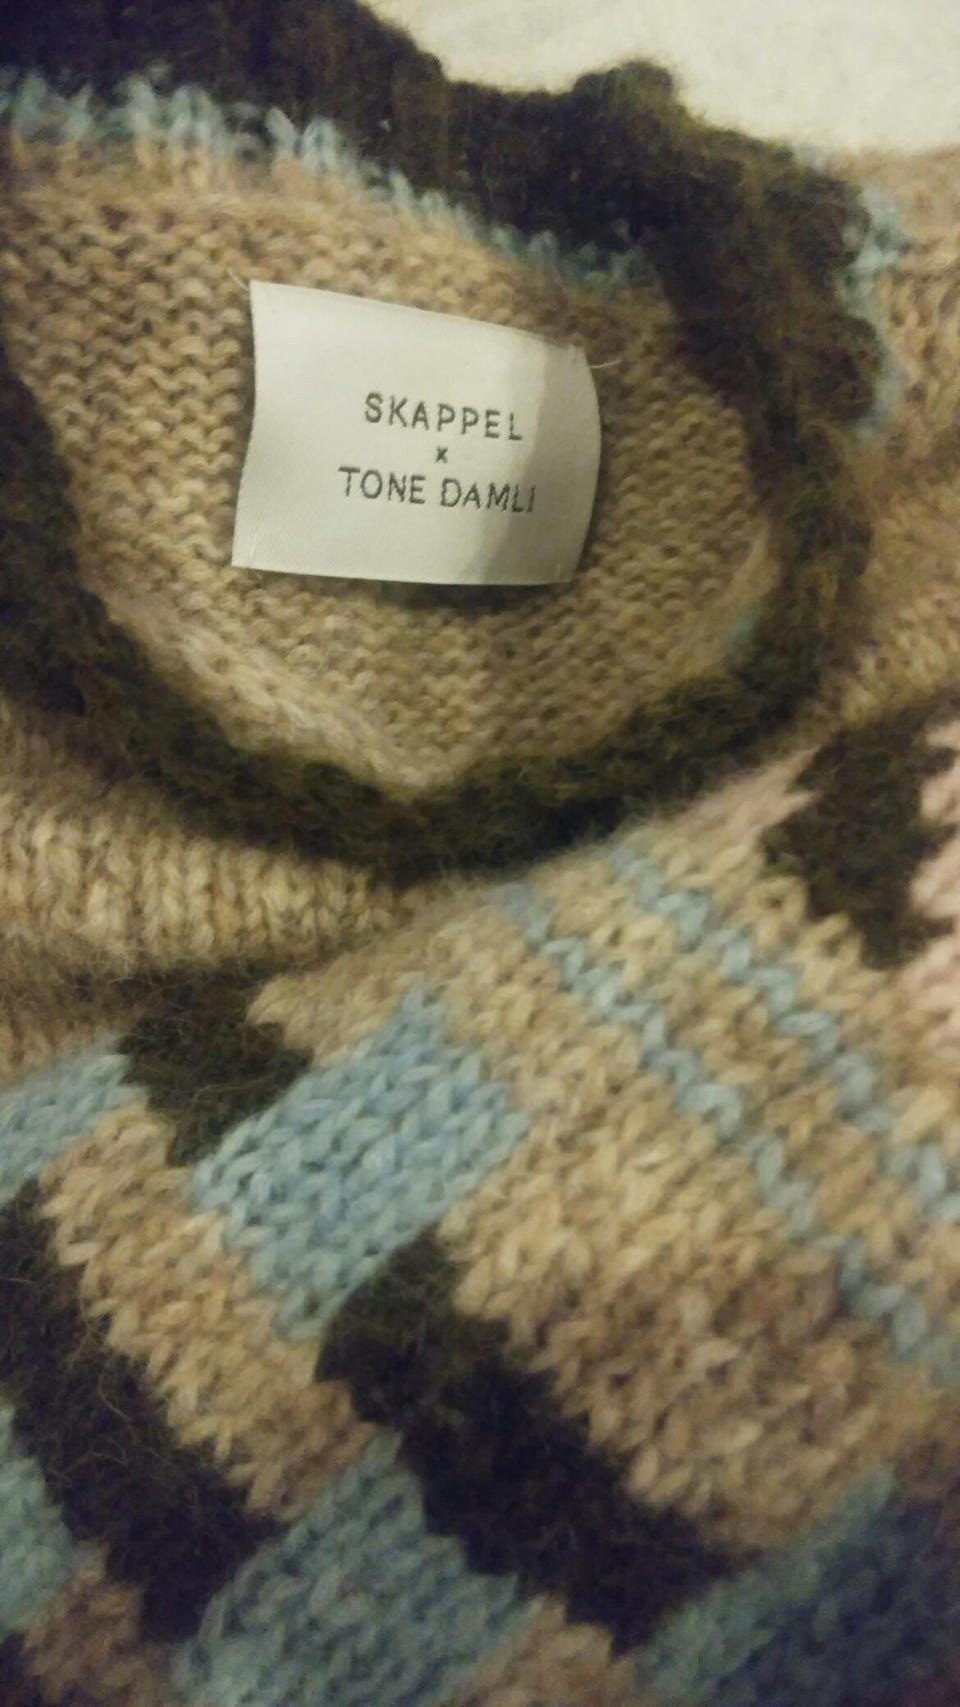 SKAPPEL
x
TONE DAMLI